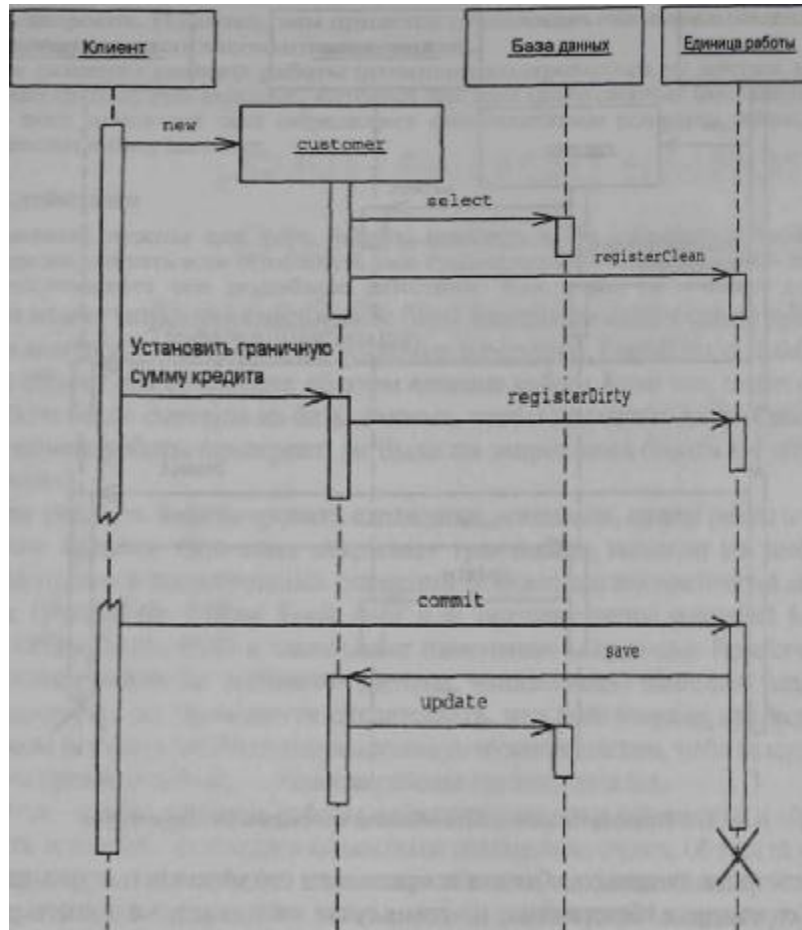 Клиент
База данных
Единица работы
new
customer
select
registerClean
Установить граничную
сумму кредита
registerDirty
commit
save
update